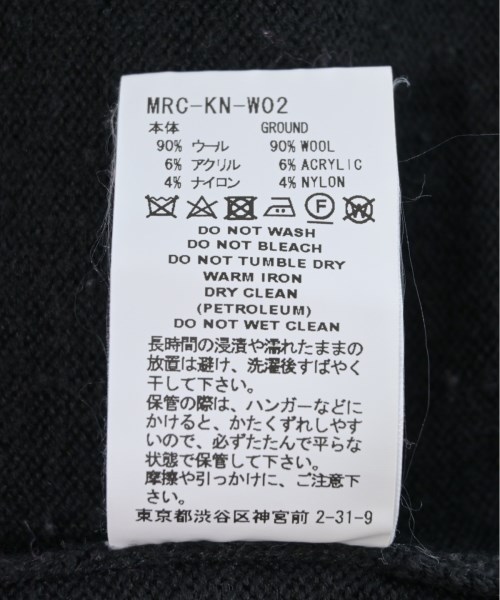 MRC-KN-W02
本体 GROUND
90% ウール 90% WOOL
6% アクリル 6% ACRYLIC
4% ナイロン 4% NYLON
F W
DO NOT WASH
DO NOT BLEACH
DO NOT TUMBLE DRY
WARM IRON
DRY CLEAN
(PETROLEUM)
DO NOT WET CLEAN
長時間の浸漬や濡れたままの
放置は避け、洗濯後すばやく
干して下さい。
保管の際は、ハンガーなどに
かけると、かたくずれしやす
いので、必ずたたんで平らな
状態で保管して下さい。
摩擦や引っかけに、ご注意下
さい。
東京都渋谷区神宮前 2-31-9